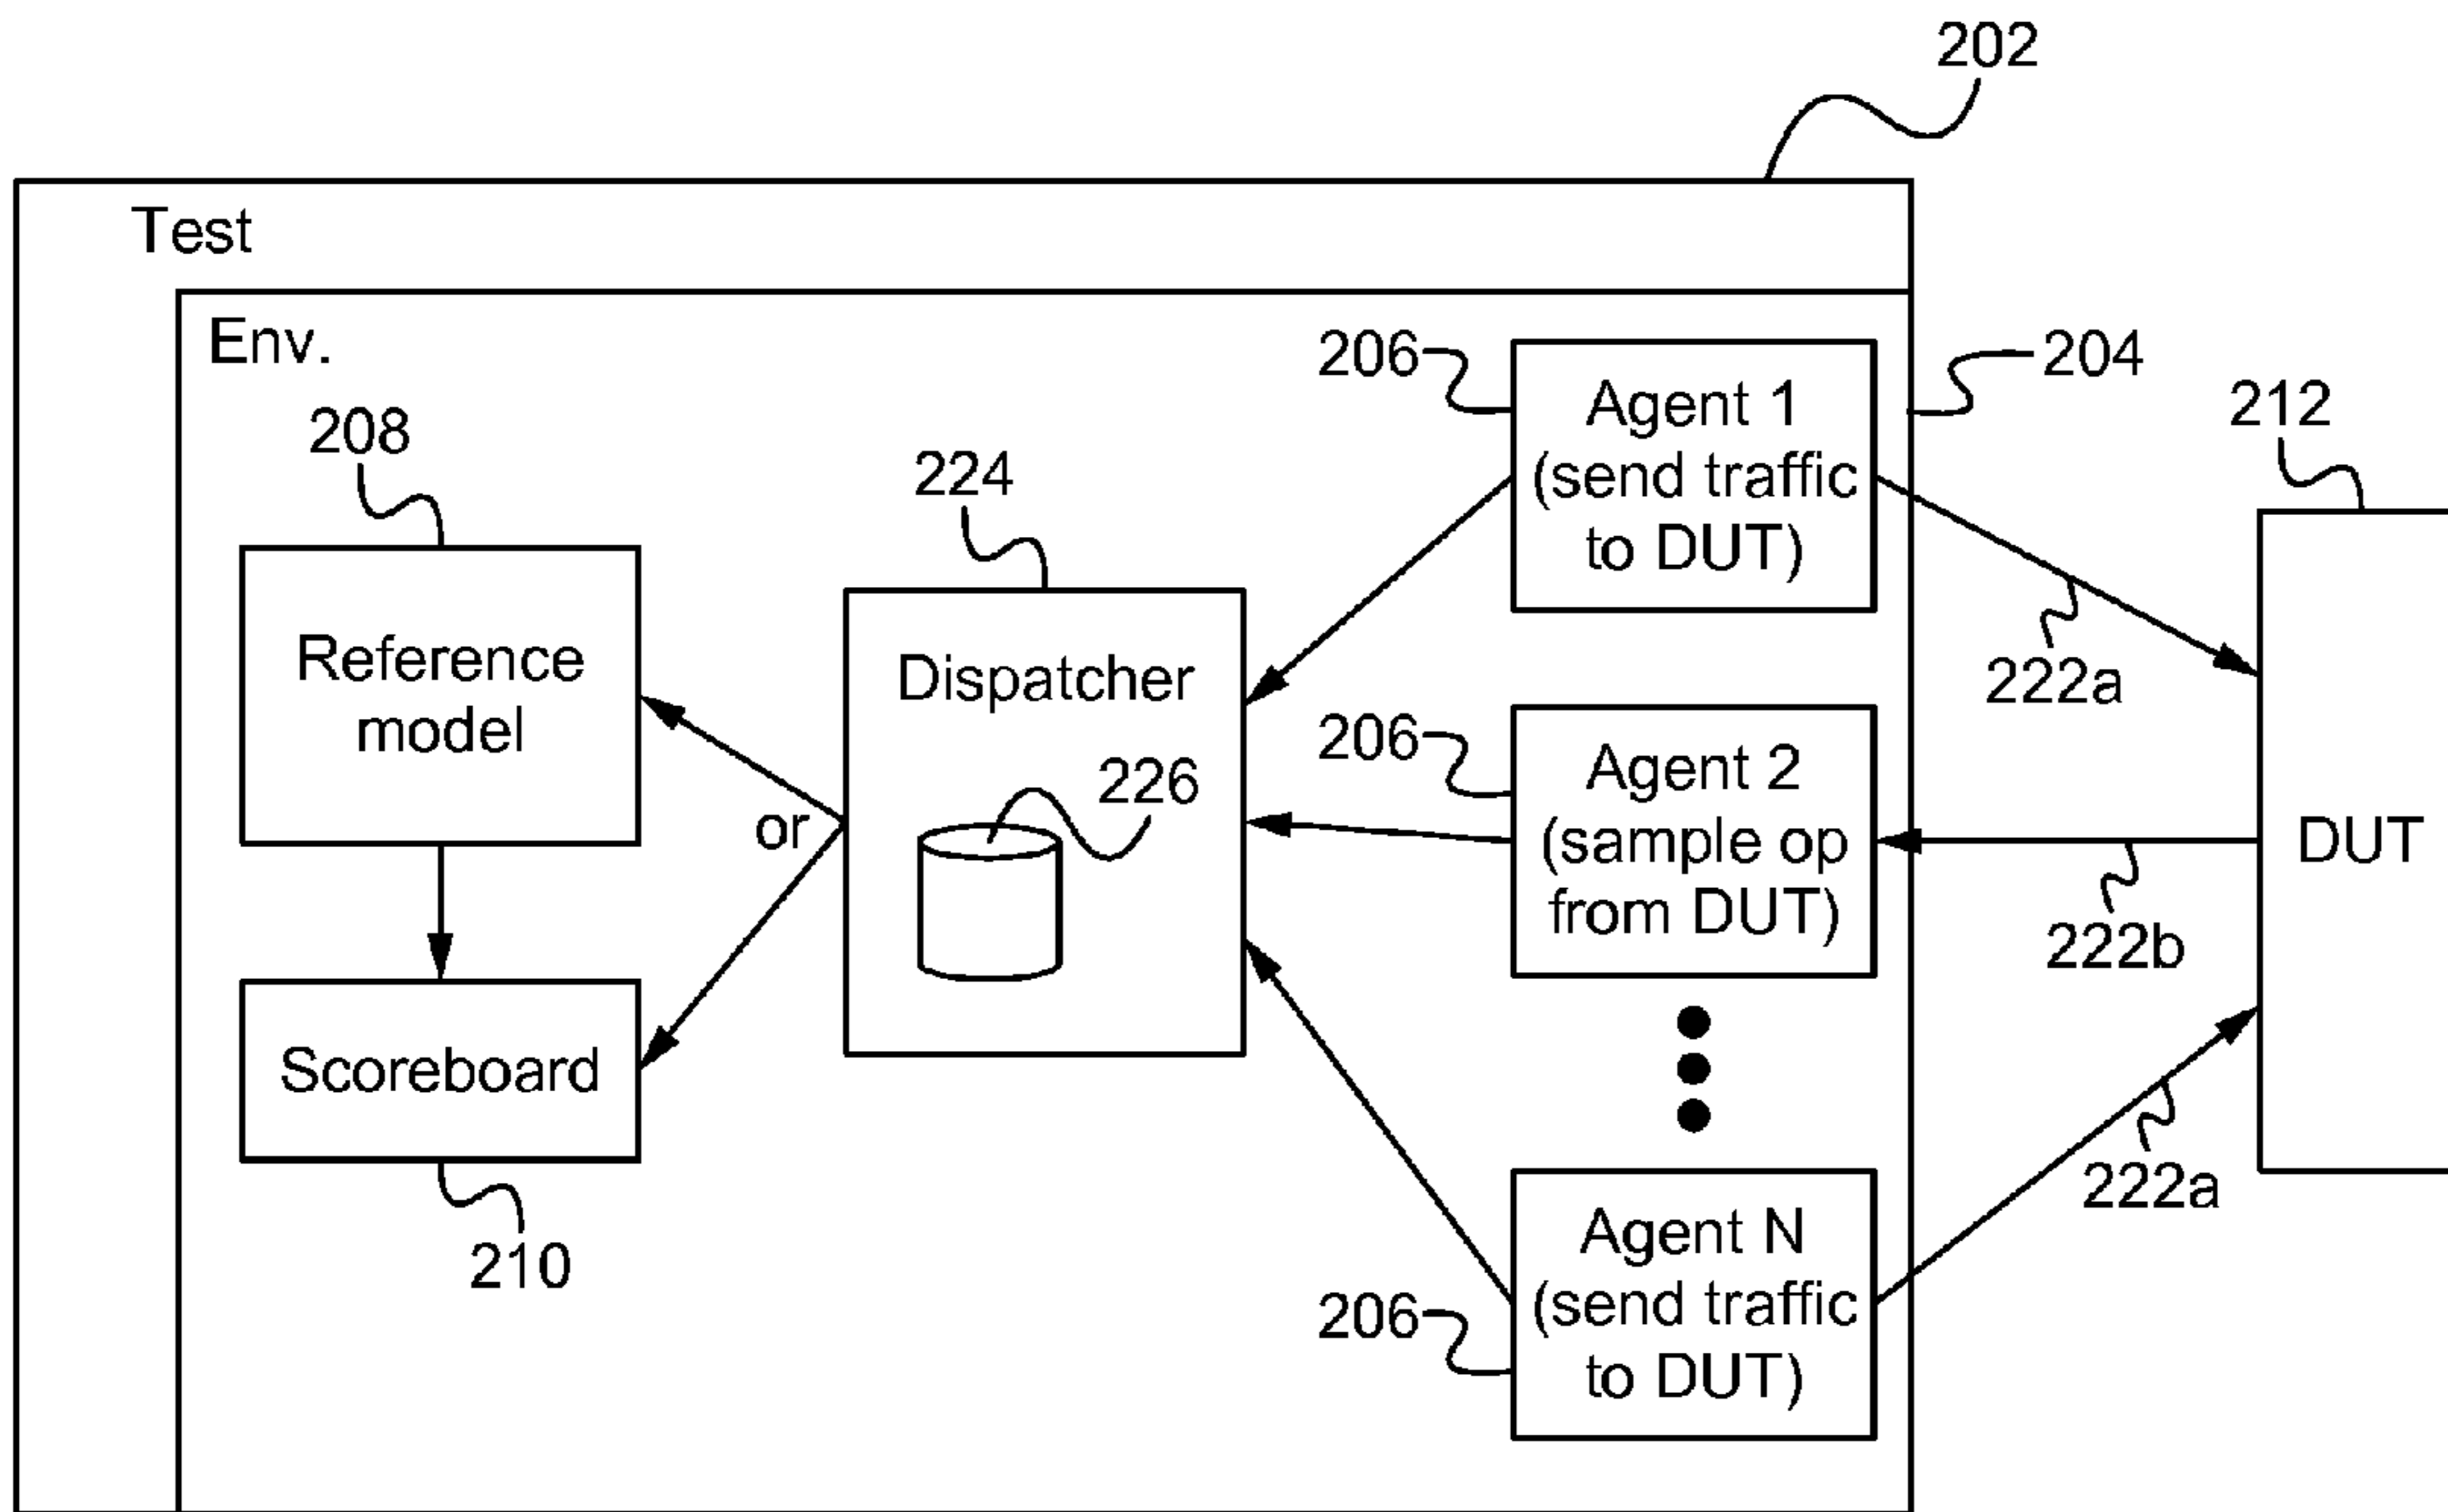 202
Test
Env.
206
Agent 1
(send traffic
to DUT)
204
212
208
224
Reference
model
Dispatcher
226
or
222a
206
Agent 2
(sample op
from DUT)
DUT
222b
Scoreboard
210
222a
206
Agent N
(send traffic
to DUT)